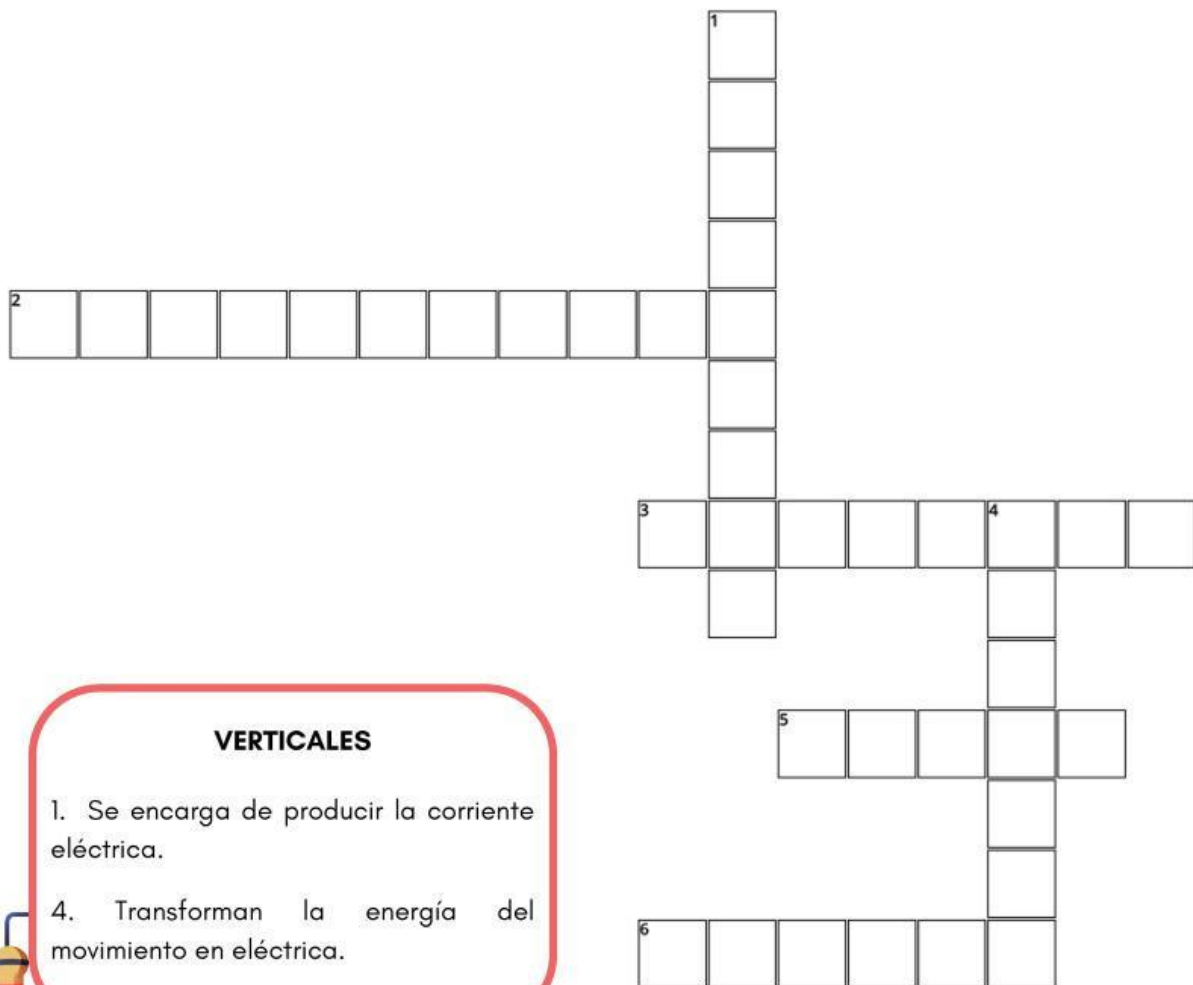 1
2
3
4
5
6
VERTICALES
1. Se encarga de producir la corriente
eléctrica.
4. Transforman la energía del
movimiento en eléctrica.